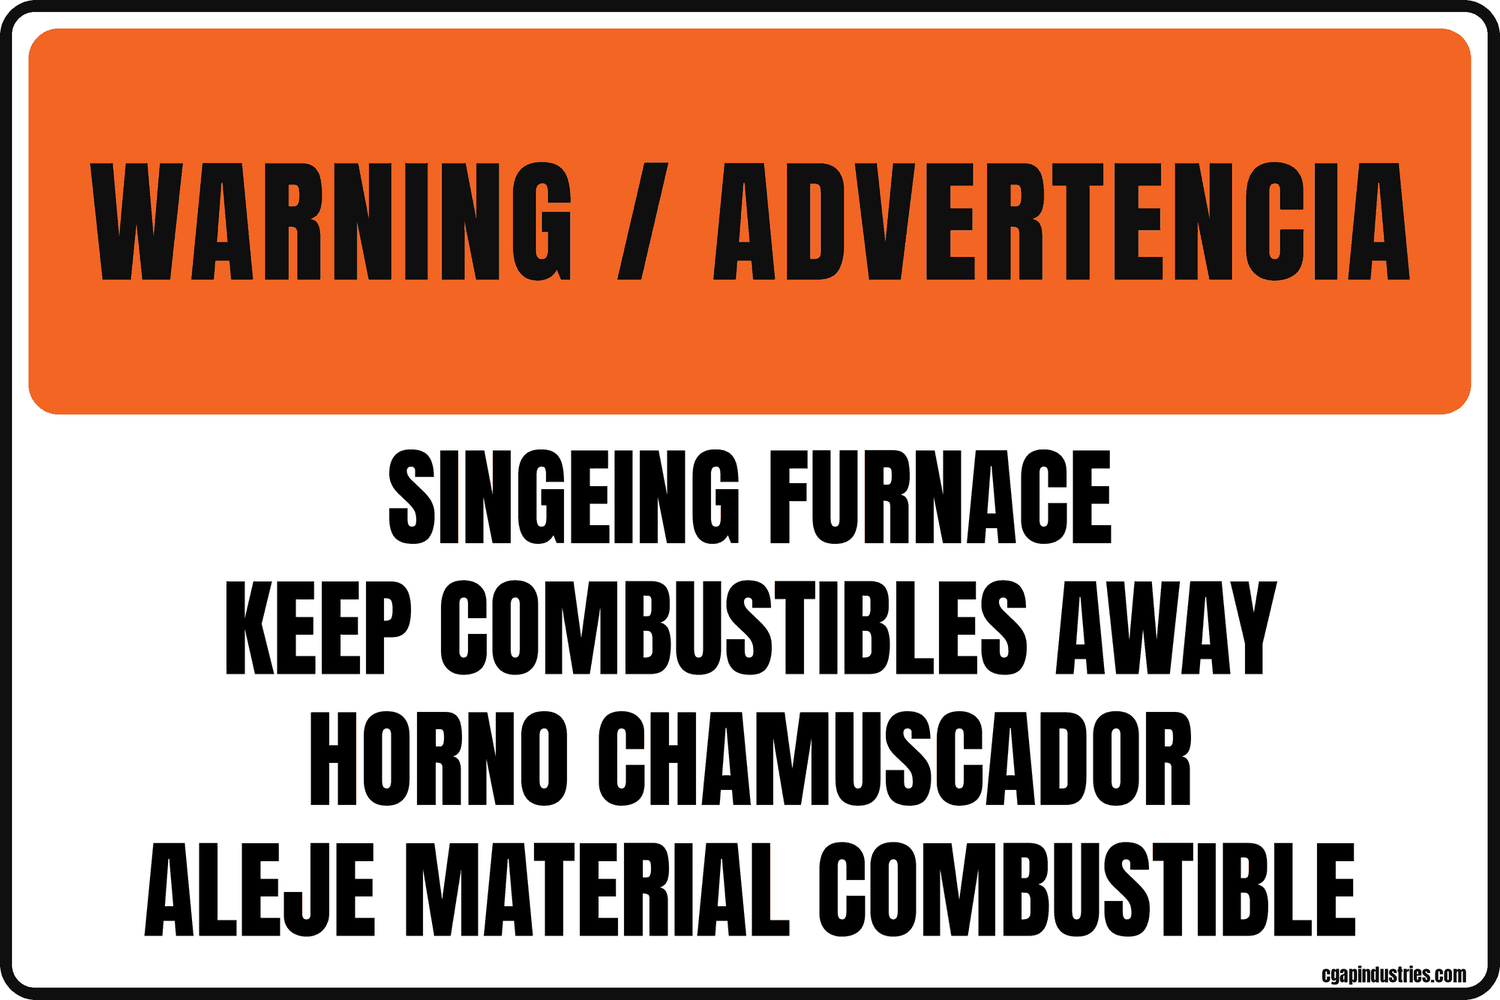 WARNING / ADVERTENCIA
SINGEING FURNACE
KEEP COMBUSTIBLES AWAY
HORNO CHAMUSCADOR
ALEJE MATERIAL COMBUSTIBLE
cgapindustries.com